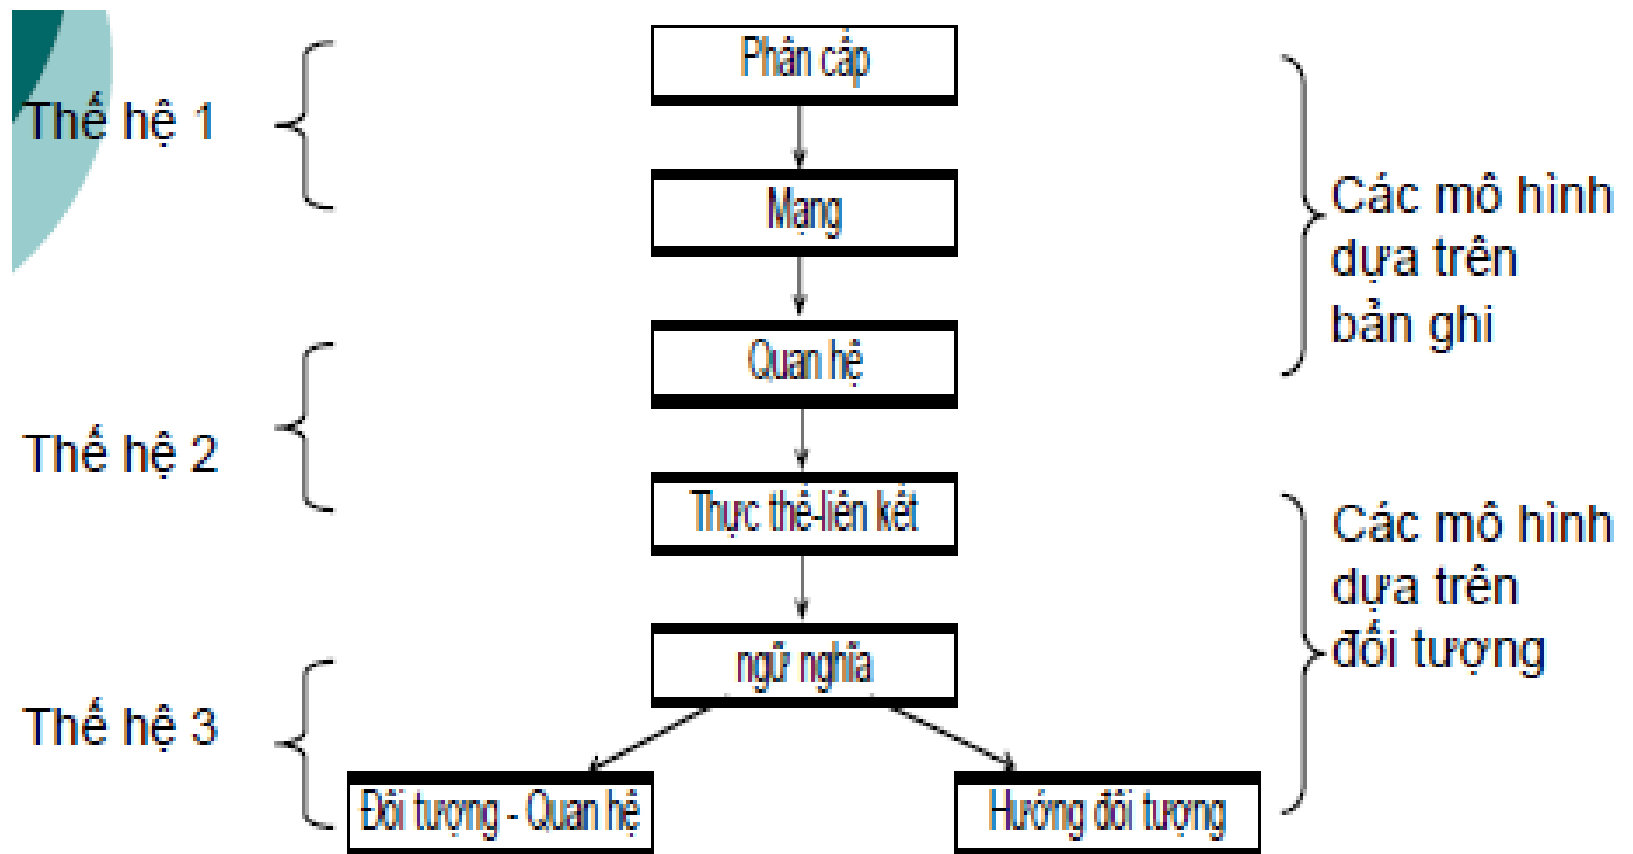 Phân cấp
Thế hệ 1
Mạng
Các mô hình
dựa trên
bản ghi
Quan hệ
Thế hệ 2
Thực thể-liên kết
Các mô hình
dựa trên
đối tượng
ngữ nghĩa
Thế hệ 3
Đối tượng - Quan hệ
Hướng đối tượng